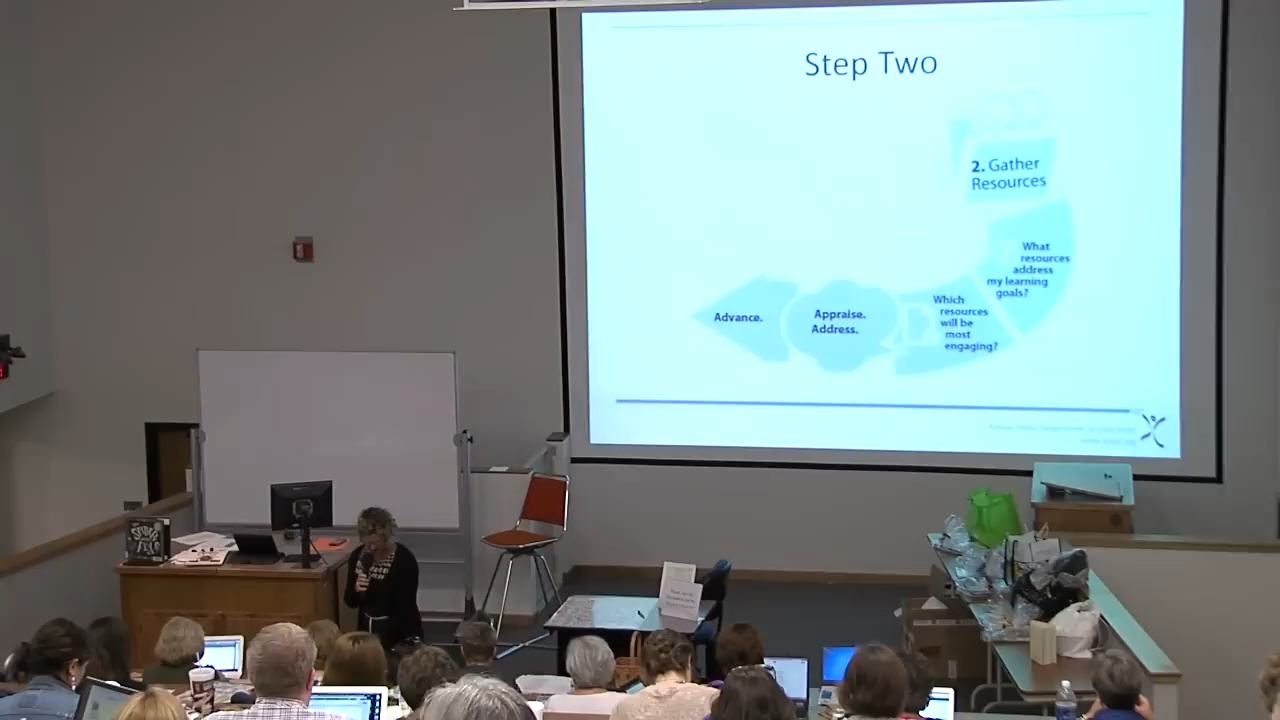 Step Two
2. Gather
Resources
What
resources
address
my learning
goals?
Which
resources
will be
most
engaging?
Appraise.
Address.
Advance.